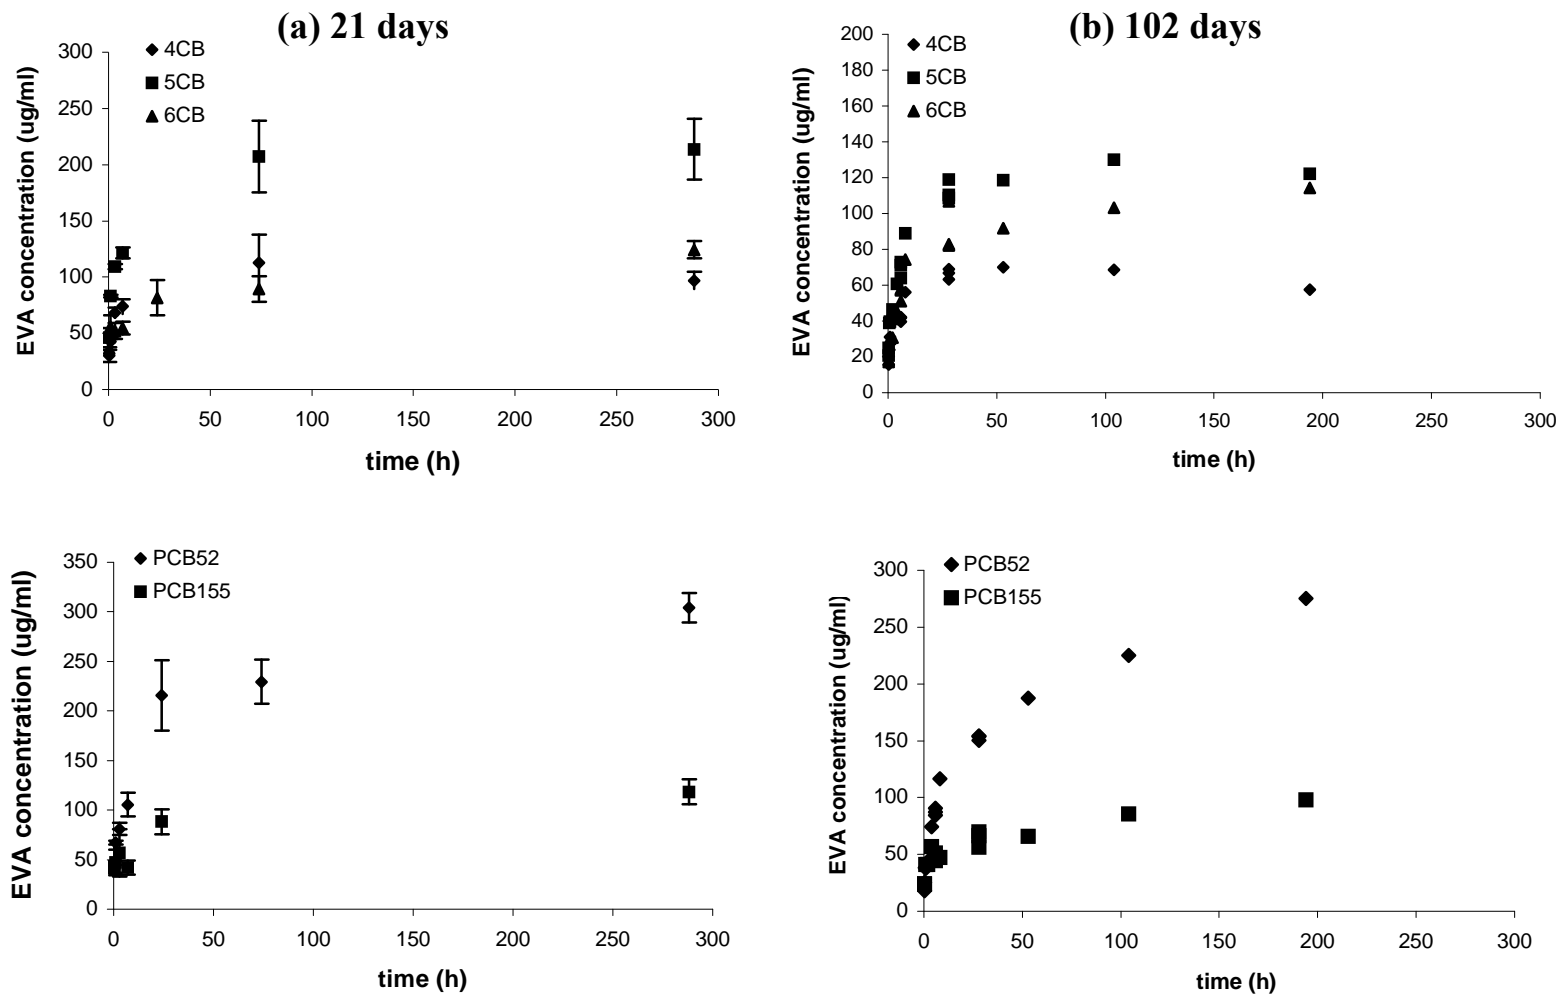 (a) 21 days
4CB
5CB
6CB
EVA concentration (ug/ml)
300
250
200
150
100
50
0
0 50 100 150 200 250 300
time (h)
(b) 102 days
4CB
5CB
6CB
EVA concentration (ug/ml)
200
180
160
140
120
100
80
60
40
20
0
0 50 100 150 200 250 300
time (h)
PCB52
PCB155
EVA concentration (ug/ml)
350
300
250
200
150
100
50
0
0 50 100 150 200 250 300
time (h)
PCB52
PCB155
EVA concentration (ug/ml)
300
250
200
150
100
50
0
0 50 100 150 200 250 300
time (h)